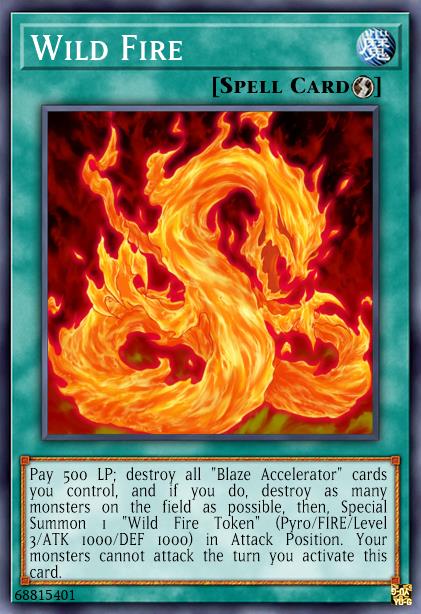 Wild Fire
魔
[Spell Card]
Pay 500 LP; destroy all "Blaze Accelerator" cards
you control, and if you do, destroy as many
monsters on the field as possible, then, Special
Summon 1 "Wild Fire Token" (Pyro/FIRE/Level
3/ATK 1000/DEF 1000) in Attack Position. Your
monsters cannot attack the turn you activate this
card.
68815401